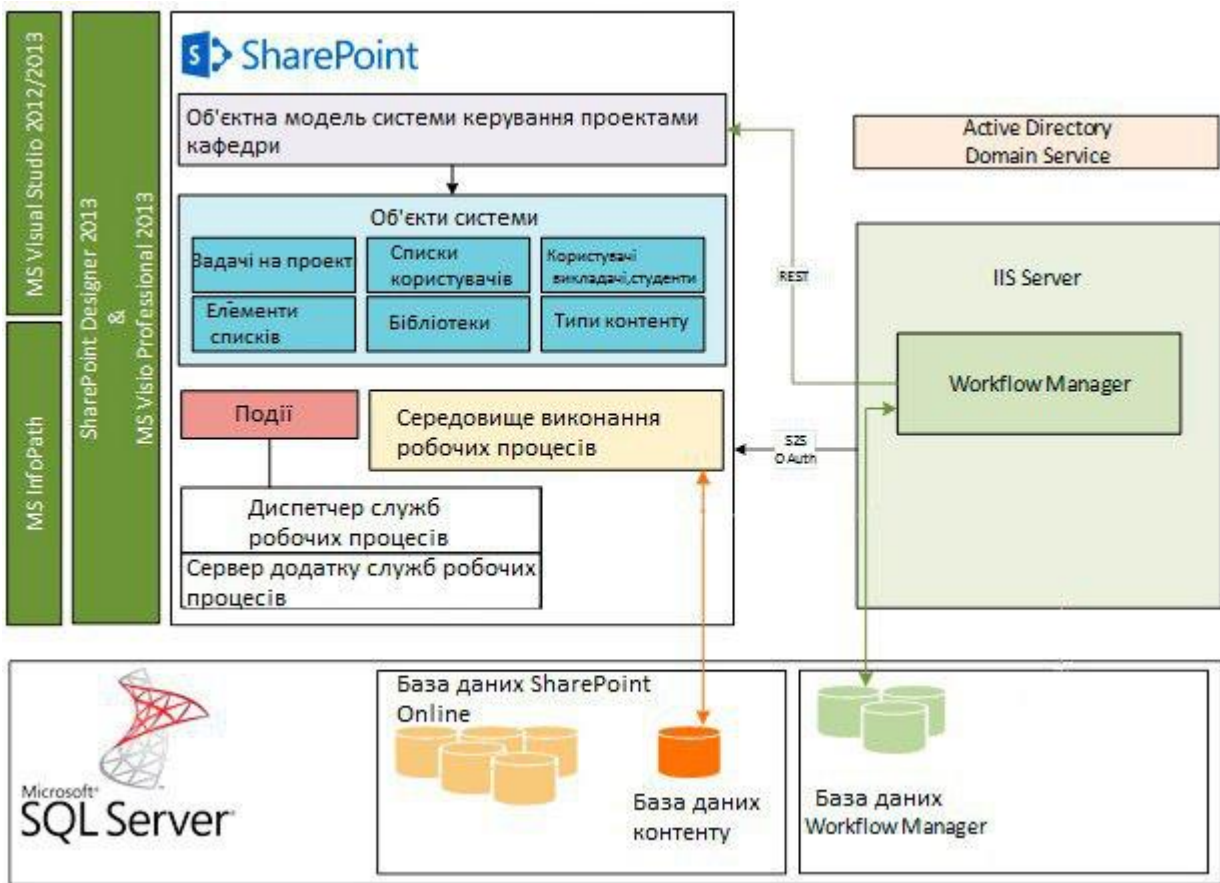 MS Visual Studio 2012/2013
MS InfoPath
SharePoint Designer 2013
&
MS Visio Professional 2013
S SharePoint
Об'єктна модель системи керування проектами
кафедри
Об'єкти системи
Задачі на проект
Списки
користувачів
Користувачі
викладачі,студенти
Елементи
списків
Бібліотеки
Типи контенту
Події
Середовище виконання
робочих процесів
Диспетчер служб
робочих процесів
Сервер додатку служб робочих
процесів
REST
S2S
OAuth
Active Directory
Domain Service
IIS Server
Workflow Manager
Microsoft®
SQL Server®
База даних SharePoint
Online
База даних
контенту
База даних
Workflow Manager